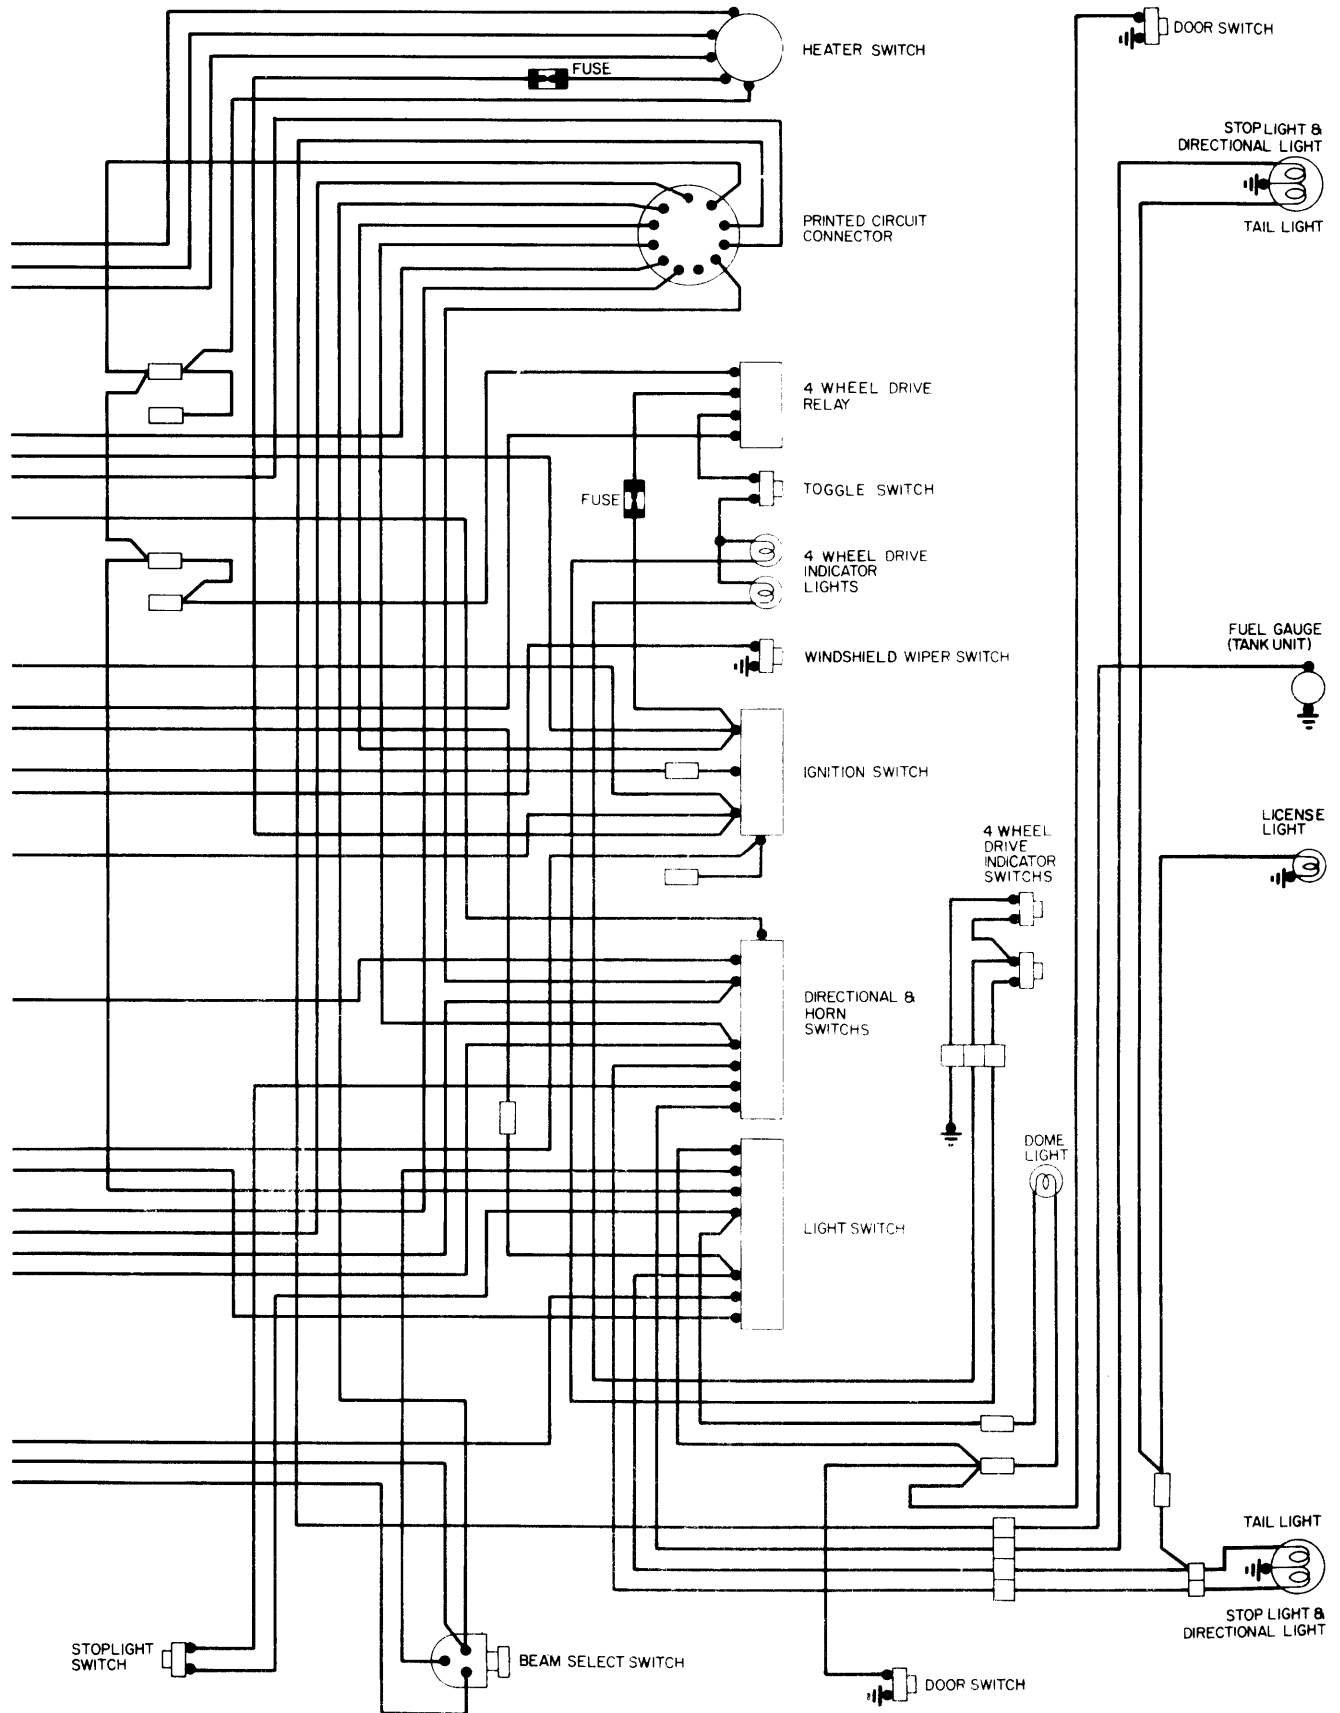 DOOR SWITCH
HEATER SWITCH
FUSE
STOP LIGHT &
DIRECTIONAL LIGHT
TAIL LIGHT
PRINTED CIRCUIT
CONNECTOR
4 WHEEL DRIVE
RELAY
FUSE
TOGGLE SWITCH
4 WHEEL DRIVE
INDICATOR
LIGHTS
FUEL GAUGE
(TANK UNIT)
WINDSHIELD WIPER SWITCH
IGNITION SWITCH
LICENSE
LIGHT
4 WHEEL
DRIVE
INDICATOR
SWITCHS
DIRECTIONAL &
HORN
SWITCHS
DOME
LIGHT
LIGHT SWITCH
TAIL LIGHT
STOP LIGHT &
DIRECTIONAL LIGHT
STOPLIGHT
SWITCH
BEAM SELECT SWITCH
DOOR SWITCH